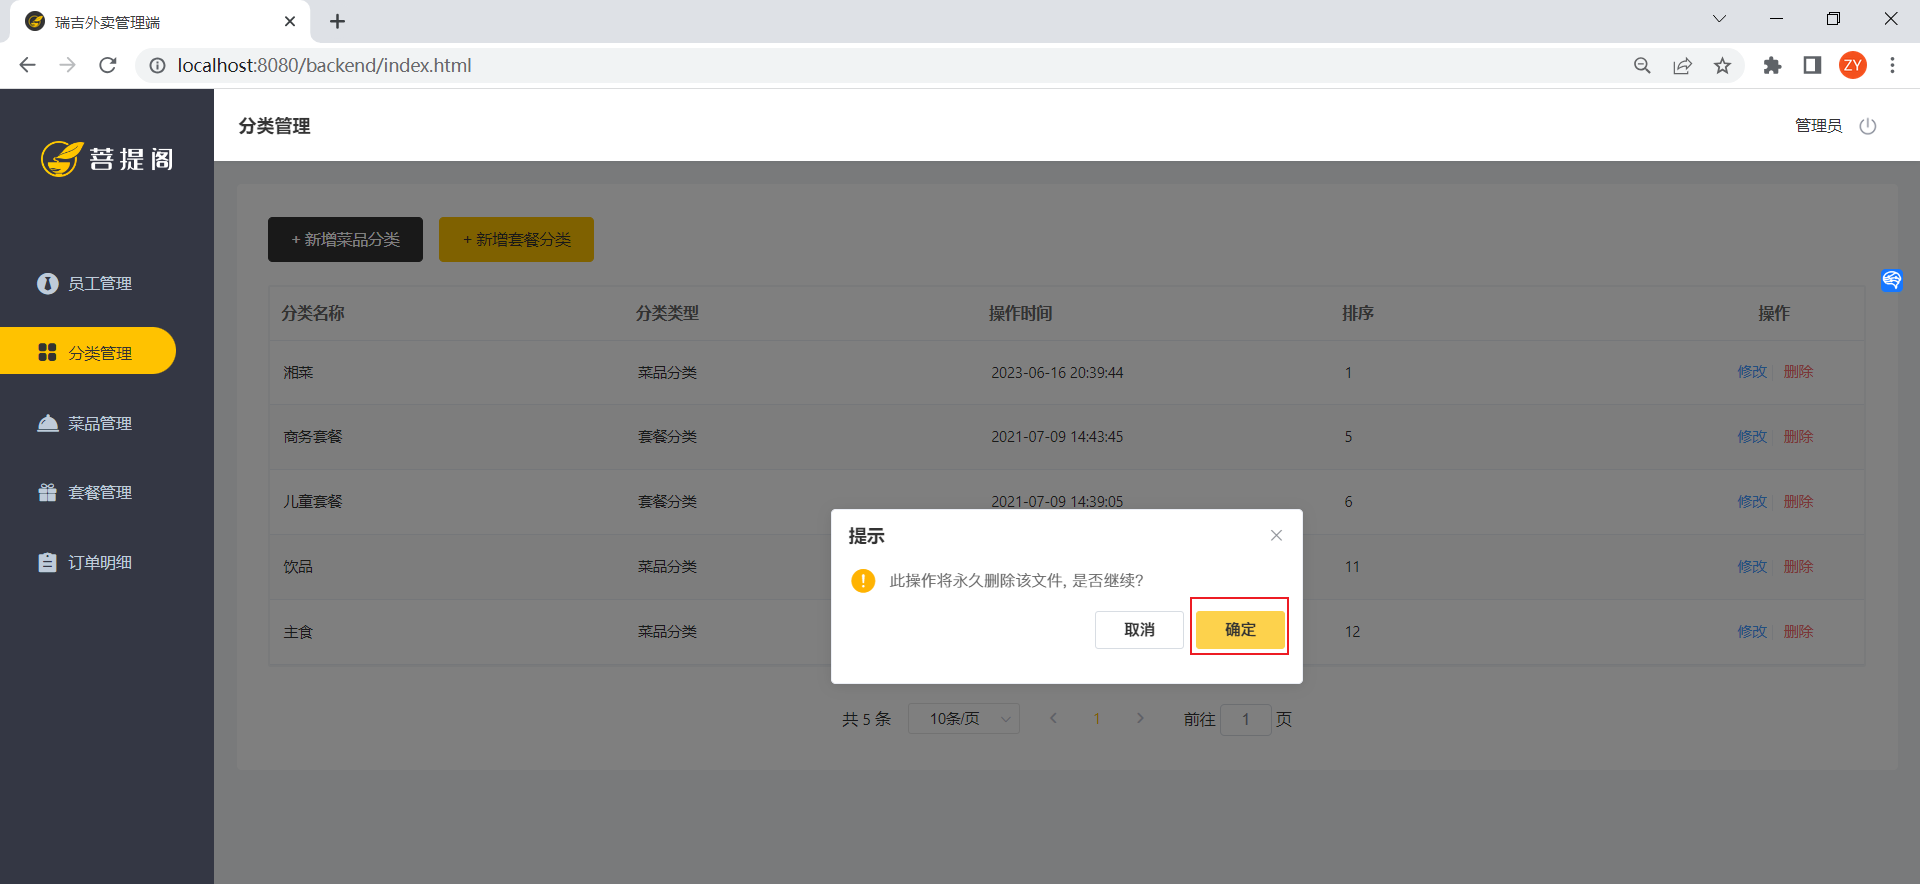 瑞吉外卖管理端
localhost:8080/backend/index.html
ZY
菩提阁
分类管理
管理员
员工管理
分类管理
菜品管理
套餐管理
订单明细
+ 新增菜品分类
+ 新增套餐分类
分类名称 分类类型 操作时间 排序 操作
湘菜 菜品分类 2023-06-16 20:39:44 1 修改 删除
商务套餐 套餐分类 2021-07-09 14:43:45 5 修改 删除
儿童套餐 套餐分类 2021-07-09 14:39:05 6 修改 删除
饮品 菜品分类 11 修改 删除
主食 菜品分类 12 修改 删除
提示
此操作将永久删除该文件, 是否继续?
取消 确定
共 5 条 10条/页 1 前往 1 页